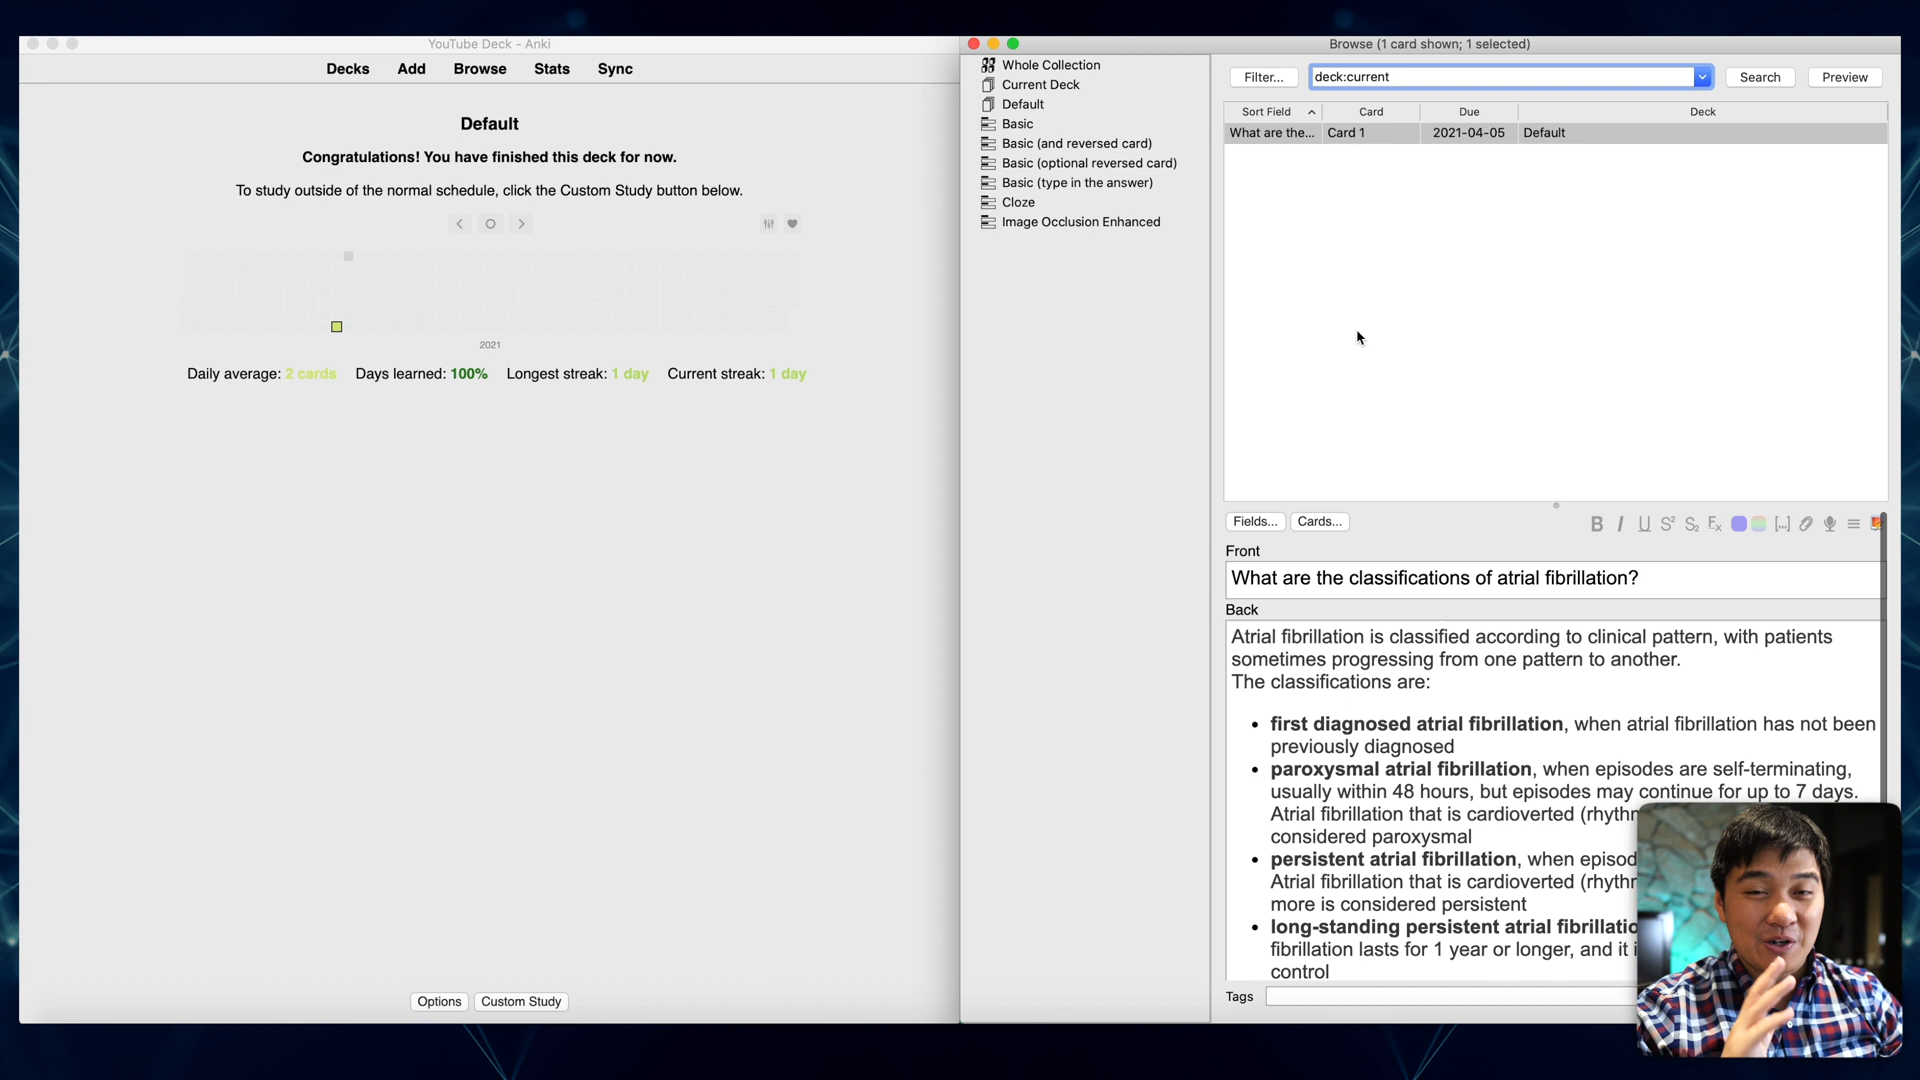 YouTube Deck - Anki
Decks Add Browse Stats Sync
Default
Congratulations! You have finished this deck for now.
To study outside of the normal schedule, click the Custom Study button below.
2021
Daily average: 2 cards Days learned: 100% Longest streak: 1 day Current streak: 1 day
Options Custom Study
Browse (1 card shown; 1 selected)
Whole Collection
Current Deck
Default
Basic
Basic (and reversed card)
Basic (optional reversed card)
Basic (type in the answer)
Cloze
Image Occlusion Enhanced
Filter... deck:current Search Preview
Sort Field Card Due Deck
What are the... Card 1 2021-04-05 Default
Fields... Cards... B I U S² S₂ Fx [...]
Front
What are the classifications of atrial fibrillation?
Back
Atrial fibrillation is classified according to clinical pattern, with patients
sometimes progressing from one pattern to another.
The classifications are:
• first diagnosed atrial fibrillation, when atrial fibrillation has not been
previously diagnosed
• paroxysmal atrial fibrillation, when episodes are self-terminating,
usually within 48 hours, but episodes may continue for up to 7 days.
Atrial fibrillation that is cardioverted (rhythm
considered paroxysmal
• persistent atrial fibrillation, when episod
Atrial fibrillation that is cardioverted (rhythm
more is considered persistent
• long-standing persistent atrial fibrillatio
fibrillation lasts for 1 year or longer, and it i
control
Tags